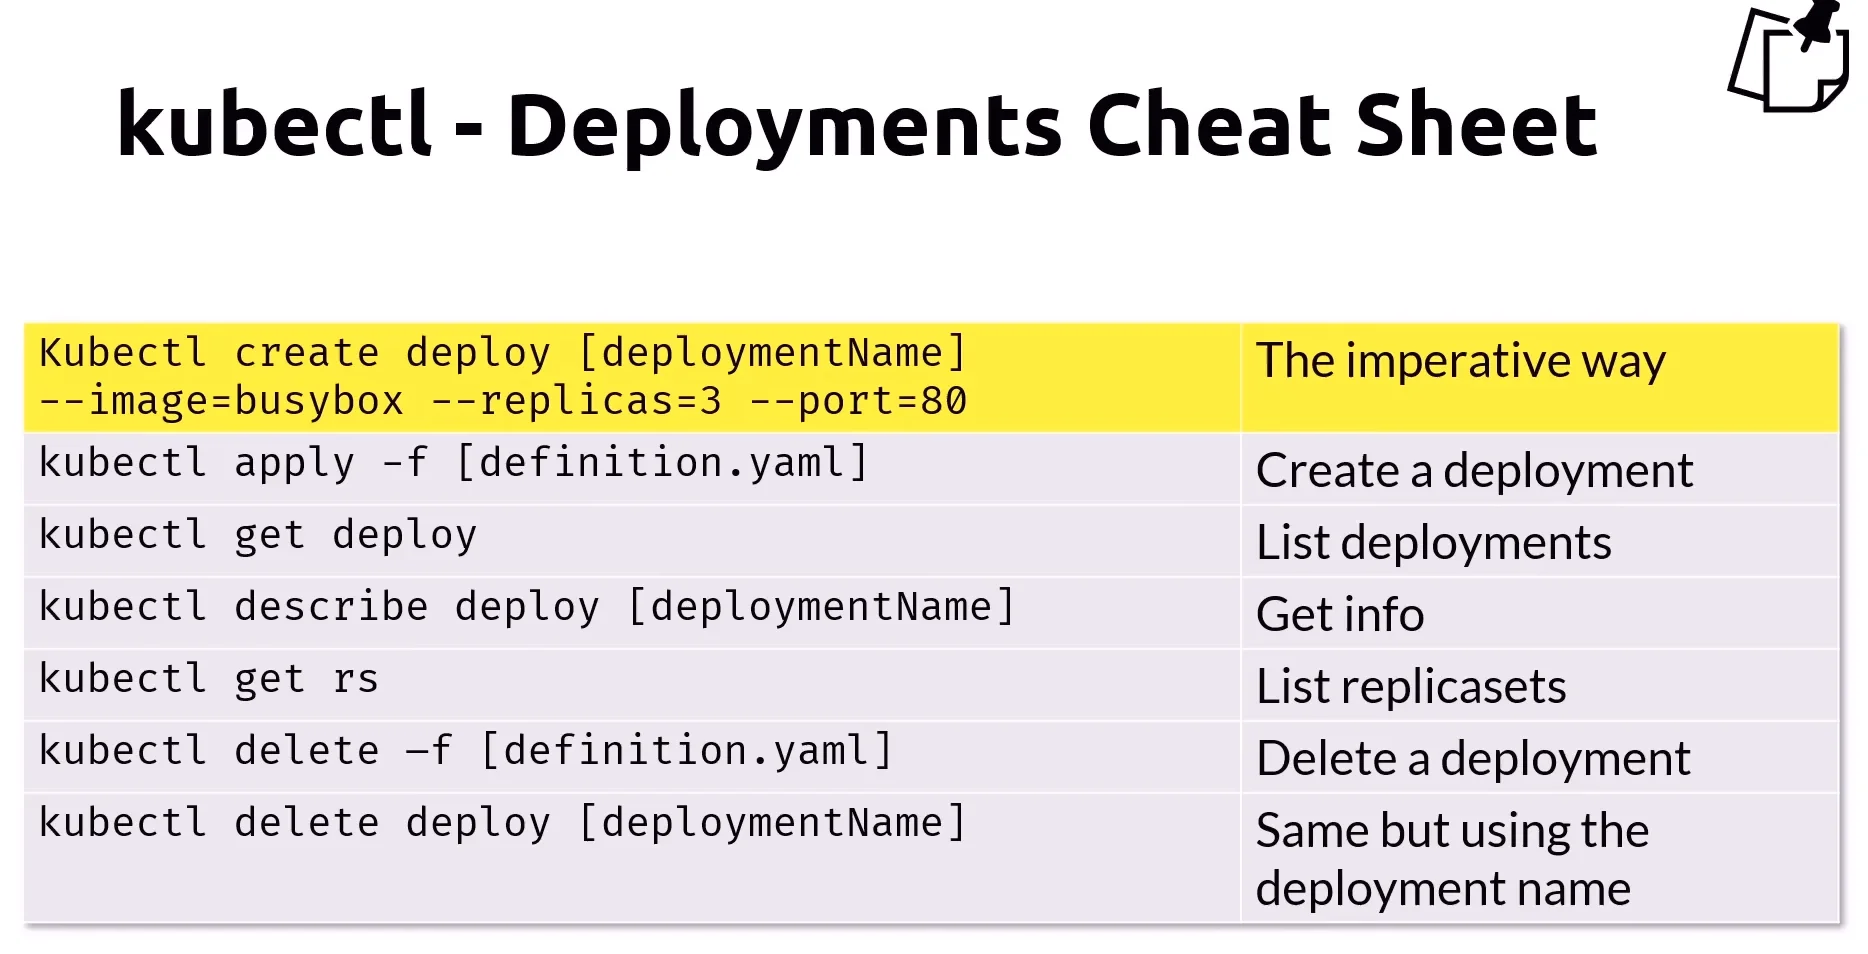 kubectl - Deployments Cheat Sheet
Kubectl create deploy [deploymentName]
--image=busybox --replicas=3 --port=80
The imperative way
kubectl apply -f [definition.yaml]
Create a deployment
kubectl get deploy
List deployments
kubectl describe deploy [deploymentName]
Get info
kubectl get rs
List replicasets
kubectl delete –f [definition.yaml]
Delete a deployment
kubectl delete deploy [deploymentName]
Same but using the
deployment name